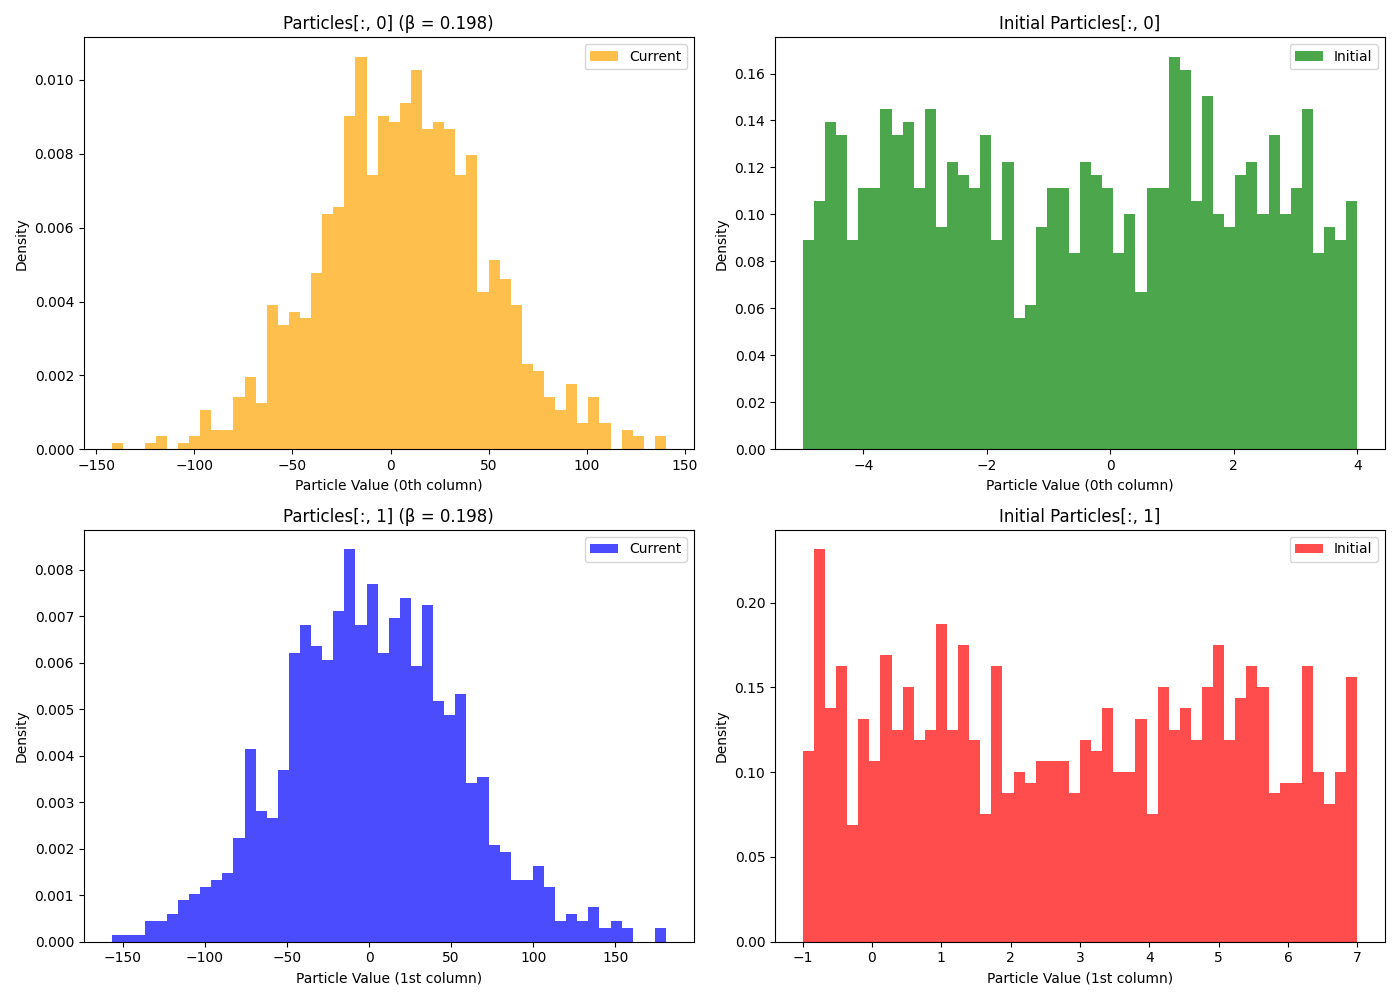 Particles[:, 0] (β = 0.198)
Current
0.010
0.008
0.006
0.004
0.002
0.000
Density
−150 −100 −50 0 50 100 150
Particle Value (0th column)
Initial Particles[:, 0]
Initial
0.16
0.14
0.12
0.10
0.08
0.06
0.04
0.02
0.00
Density
−4 −2 0 2 4
Particle Value (0th column)
Particles[:, 1] (β = 0.198)
Current
0.008
0.007
0.006
0.005
0.004
0.003
0.002
0.001
0.000
Density
−150 −100 −50 0 50 100 150
Particle Value (1st column)
Initial Particles[:, 1]
Initial
0.20
0.15
0.10
0.05
0.00
Density
−1 0 1 2 3 4 5 6 7
Particle Value (1st column)